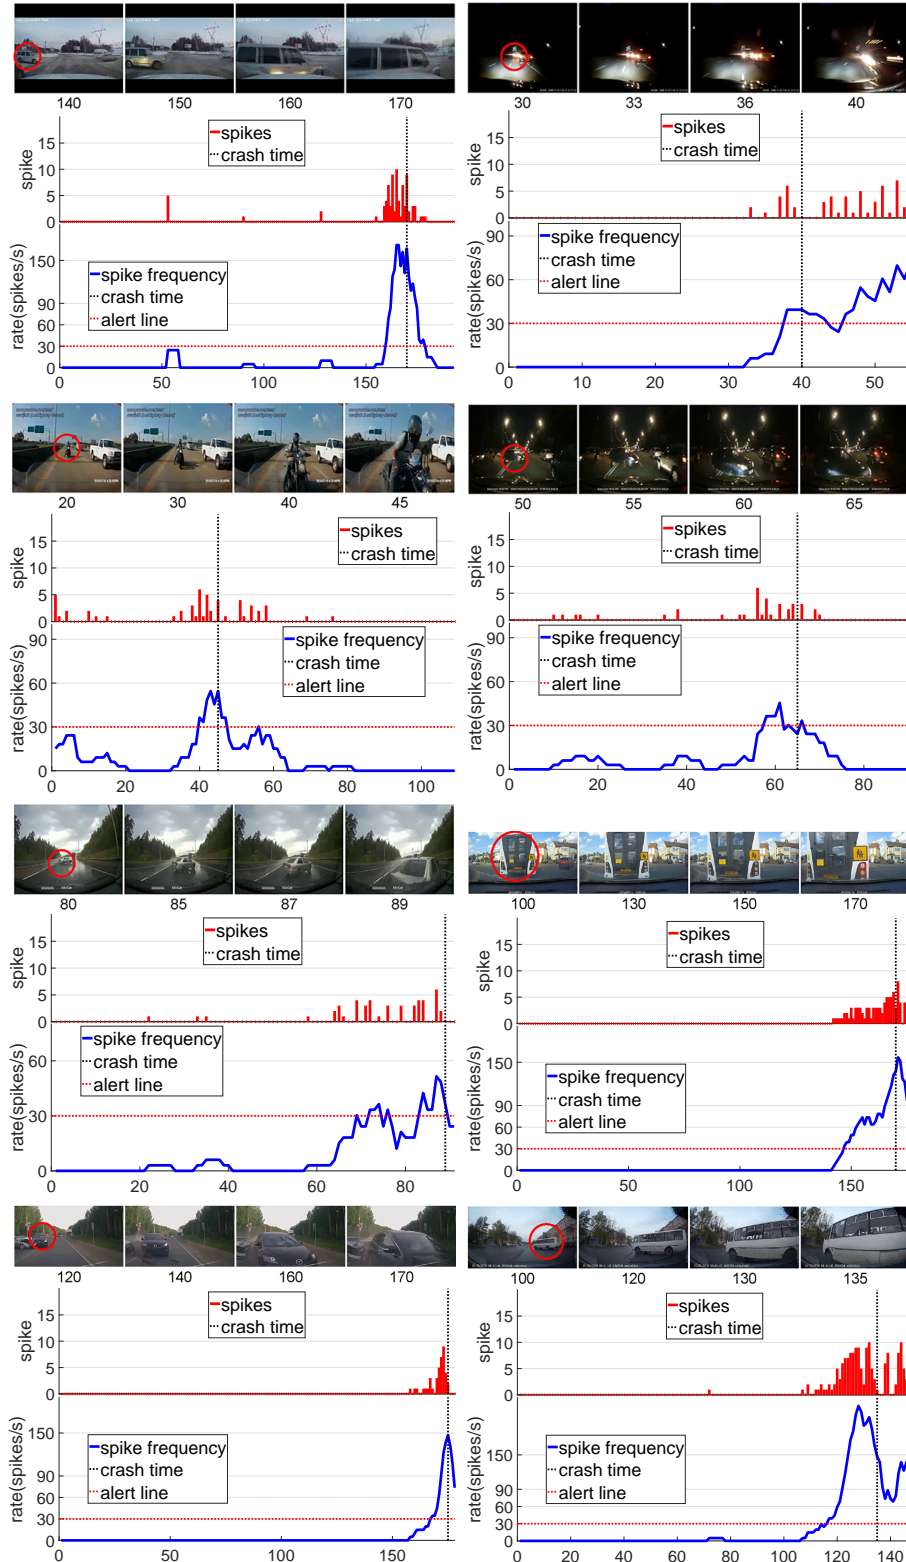 140 150 160 170
spike
15
10
5
0
spikes
crash time
rate(spikes/s)
150
90
60
30
0
spike frequency
crash time
alert line
0 50 100 150
30 33 36 40
spike
15
10
5
0
spikes
crash time
rate(spikes/s)
90
60
30
0
spike frequency
crash time
alert line
0 10 20 30 40 50
20 30 40 45
spike
15
10
5
0
spikes
crash time
rate(spikes/s)
90
60
30
0
spike frequency
crash time
alert line
0 20 40 60 80 100
50 55 60 65
spike
15
10
5
0
spikes
crash time
rate(spikes/s)
90
60
30
0
spike frequency
crash time
alert line
0 20 40 60 80
80 85 87 89
spike
15
10
5
0
spikes
crash time
rate(spikes/s)
60
30
0
spike frequency
crash time
alert line
0 20 40 60 80
100 130 150 170
spike
15
10
5
0
spikes
crash time
rate(spikes/s)
150
90
60
30
0
spike frequency
crash time
alert line
0 50 100 150
120 140 160 170
spike
15
10
5
0
spikes
crash time
rate(spikes/s)
150
90
60
30
0
spike frequency
crash time
alert line
0 50 100 150
100 120 130 135
spike
15
10
5
0
spikes
crash time
rate(spikes/s)
150
90
60
30
0
spike frequency
crash time
alert line
0 20 40 60 80 100 120 140